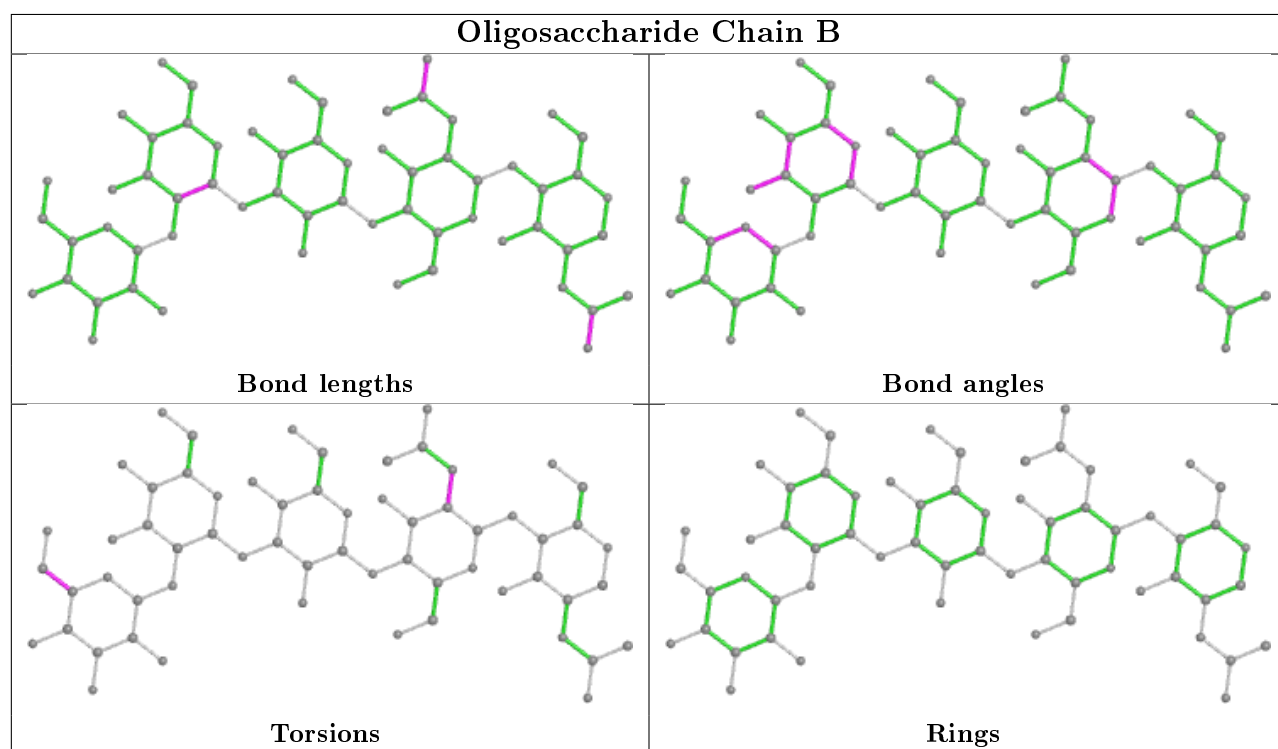 Oligosaccharide Chain B
Bond lengths
Bond angles
Torsions
Rings